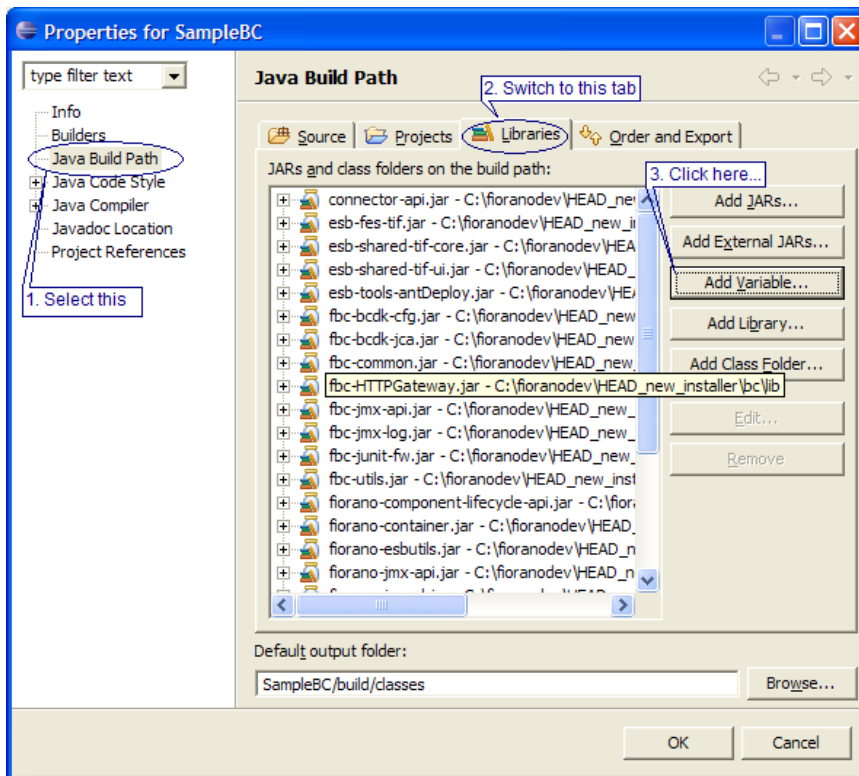 Properties for SampleBC
type filter text
Info
Builders
Java Build Path
Java Code Style
Java Compiler
Javadoc Location
Project References
1. Select this
Java Build Path
2. Switch to this tab
Source
Projects
Libraries
Order and Export
JARs and class folders on the build path:
3. Click here...
connector-api.jar - C:\fioranodev\HEAD_new
esb-fes-tif.jar - C:\fioranodev\HEAD_new_in
esb-shared-tif-core.jar - C:\fioranodev\HEA
esb-shared-tif-ui.jar - C:\fioranodev\HEAD_
esb-tools-antDeploy.jar - C:\fioranodev\HEA
fbc-bcdk-cfg.jar - C:\fioranodev\HEAD_new
fbc-bcdk-jca.jar - C:\fioranodev\HEAD_new
fbc-common.jar - C:\fioranodev\HEAD_new_
fbc-HTTPGateway.jar - C:\fioranodev\HEAD_new_installer\bc\lib
fbc-jmx-api.jar - C:\fioranodev\HEAD_new_
fbc-jmx-log.jar - C:\fioranodev\HEAD_new_
fbc-junit-fw.jar - C:\fioranodev\HEAD_new_
fbc-utils.jar - C:\fioranodev\HEAD_new_inst
fiorano-component-lifecycle-api.jar - C:\fiora
fiorano-container.jar - C:\fioranodev\HEAD_
fiorano-esbutils.jar - C:\fioranodev\HEAD_n
fiorano-jmx-api.jar - C:\fioranodev\HEAD_n
Add JARs...
Add External JARs...
Add Variable...
Add Library...
Add Class Folder...
Edit...
Remove
Default output folder:
SampleBC/build/classes
Browse...
OK
Cancel